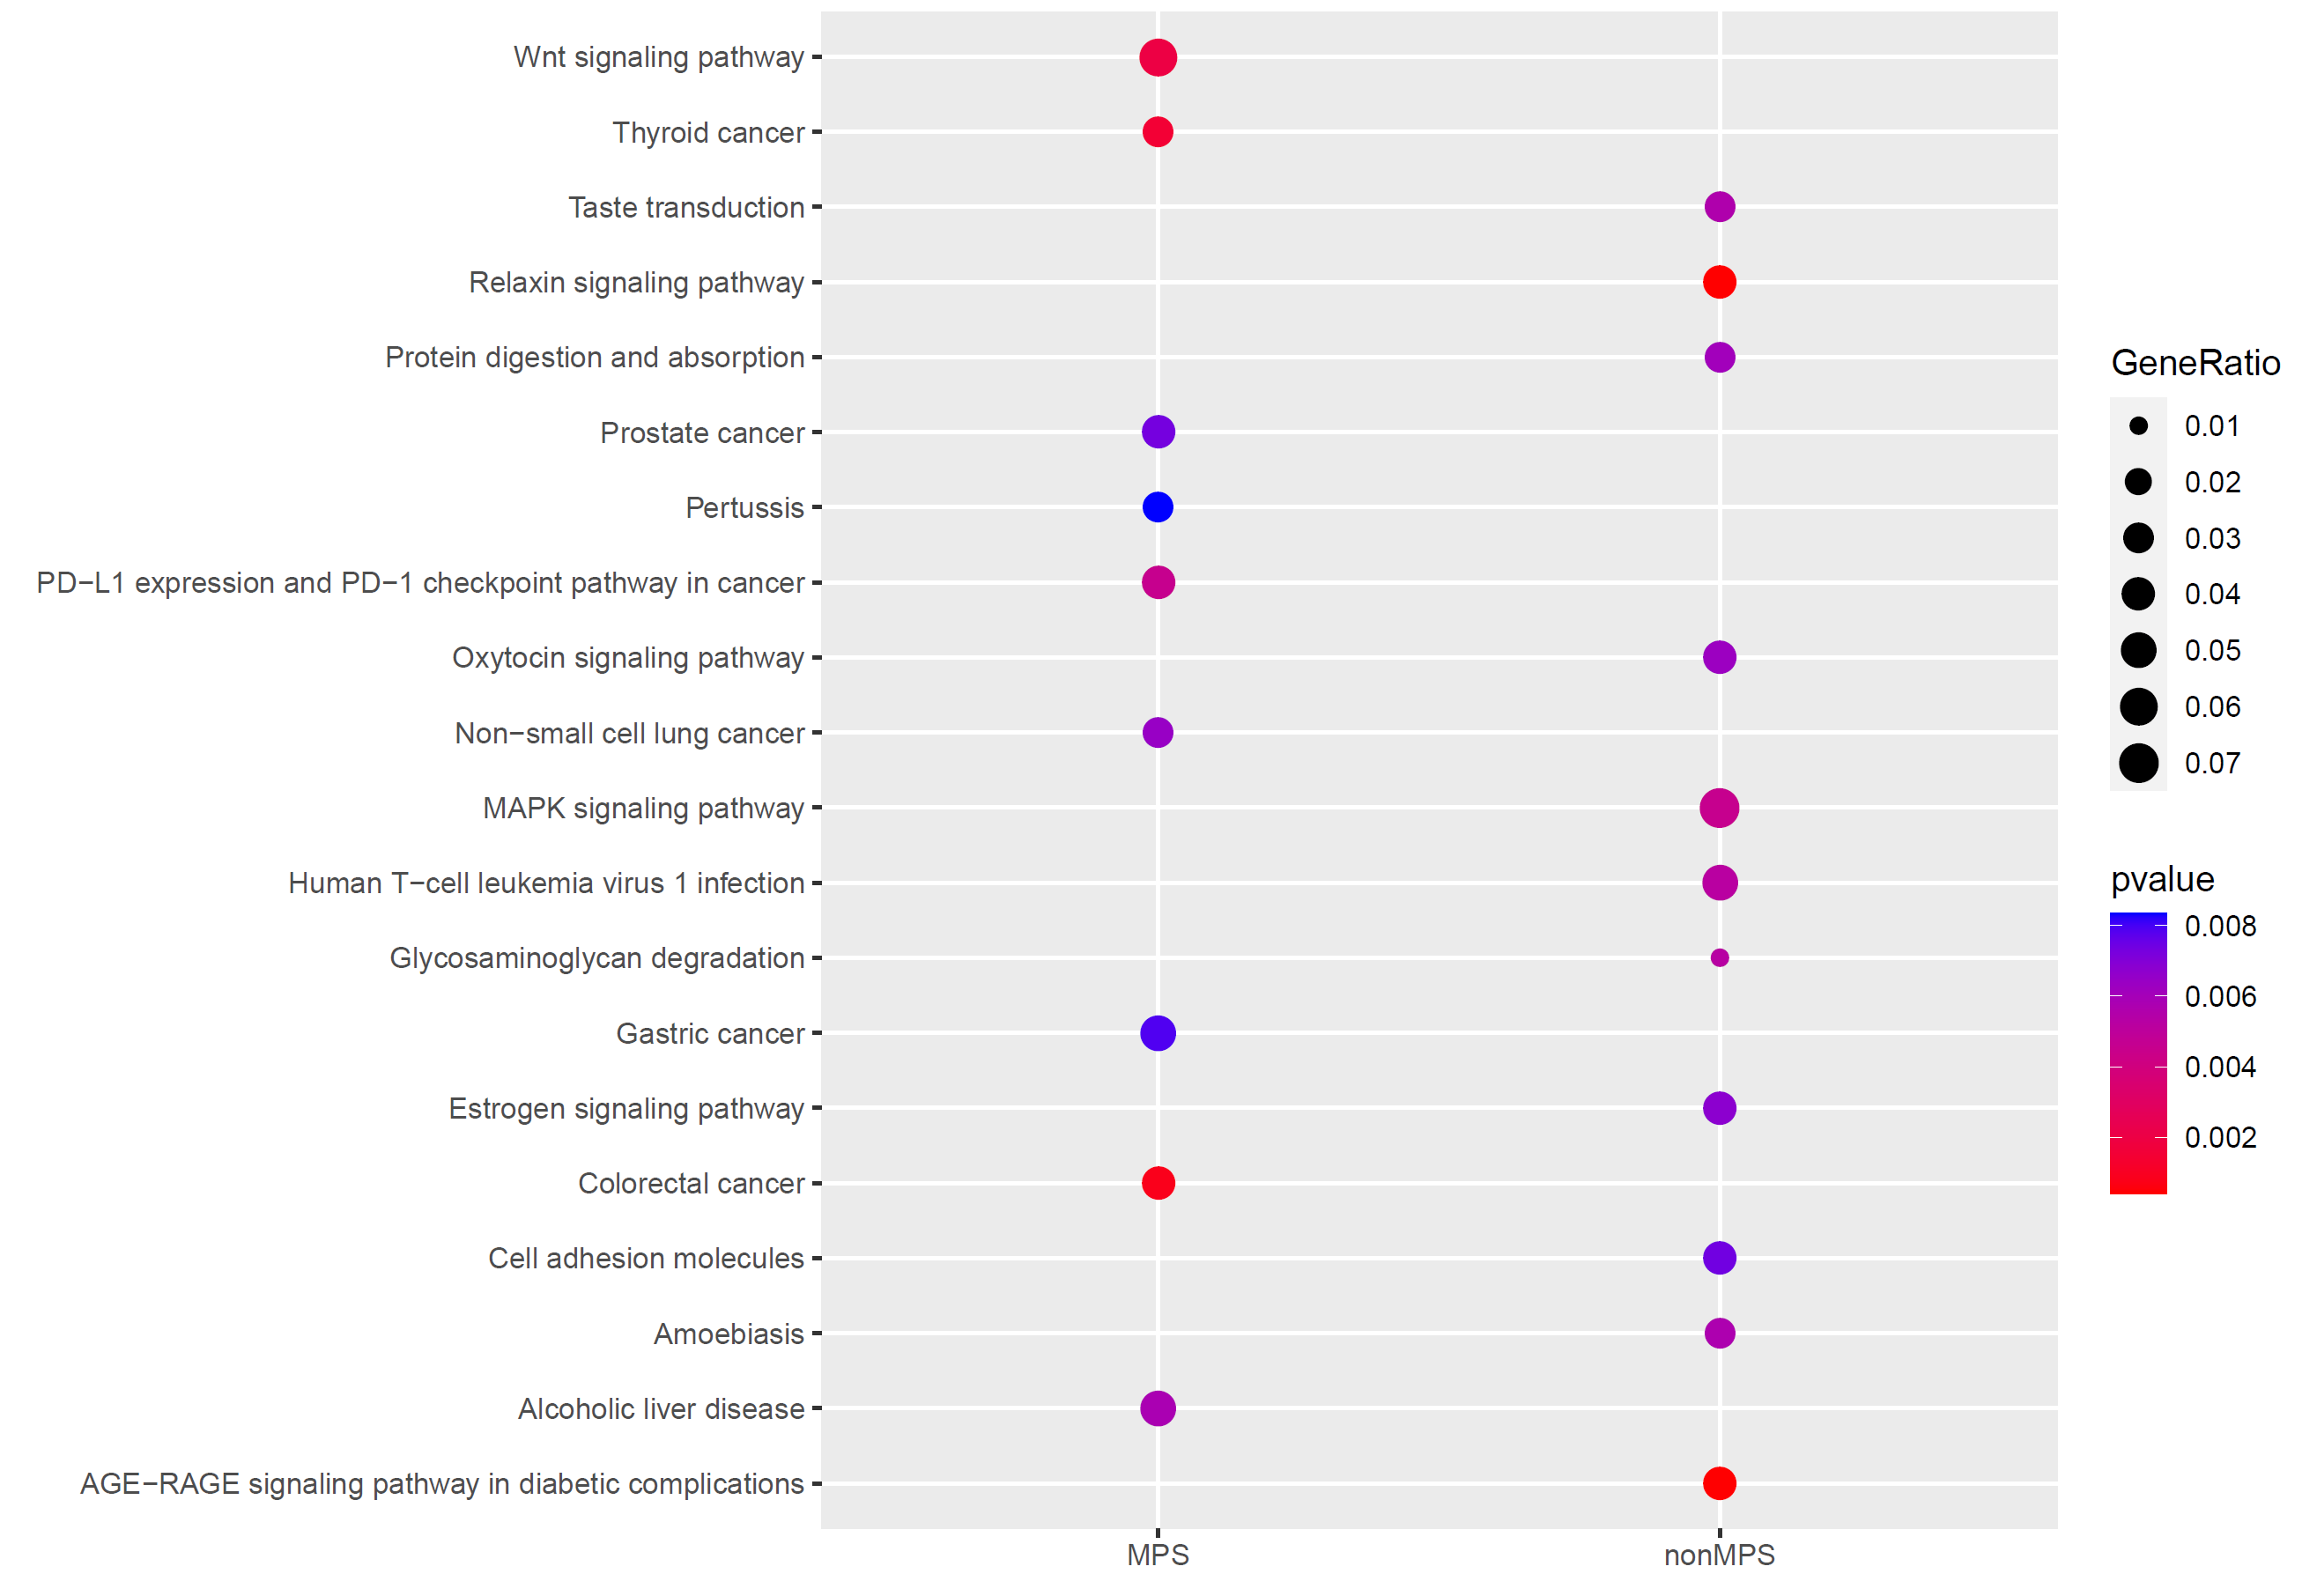 Wnt signaling pathway
Thyroid cancer
Taste transduction
Relaxin signaling pathway
Protein digestion and absorption
Prostate cancer
Pertussis
PD−L1 expression and PD−1 checkpoint pathway in cancer
Oxytocin signaling pathway
Non−small cell lung cancer
MAPK signaling pathway
Human T−cell leukemia virus 1 infection
Glycosaminoglycan degradation
Gastric cancer
Estrogen signaling pathway
Colorectal cancer
Cell adhesion molecules
Amoebiasis
Alcoholic liver disease
AGE−RAGE signaling pathway in diabetic complications
MPS
nonMPS
GeneRatio
0.01
0.02
0.03
0.04
0.05
0.06
0.07
pvalue
0.008
0.006
0.004
0.002